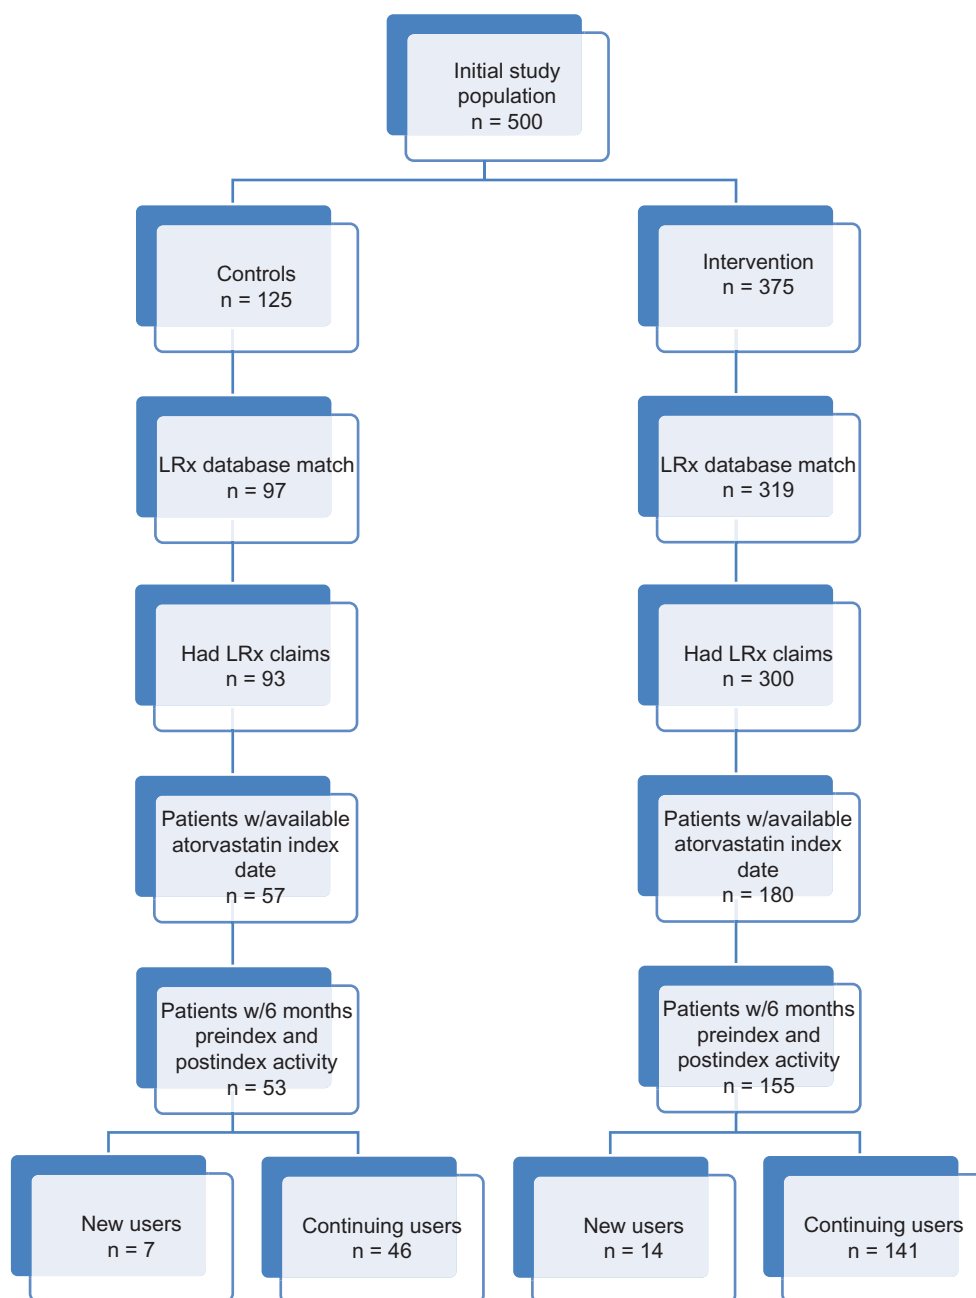 Initial study
population
n = 500
Controls
n = 125
Intervention
n = 375
LRx database match
n = 97
LRx database match
n = 319
Had LRx claims
n = 93
Had LRx claims
n = 300
Patients w/available
atorvastatin index
date
n = 57
Patients w/available
atorvastatin index
date
n = 180
Patients w/6 months
preindex and
postindex activity
n = 53
Patients w/6 months
preindex and
postindex activity
n = 155
New users
n = 7
Continuing users
n = 46
New users
n = 14
Continuing users
n = 141